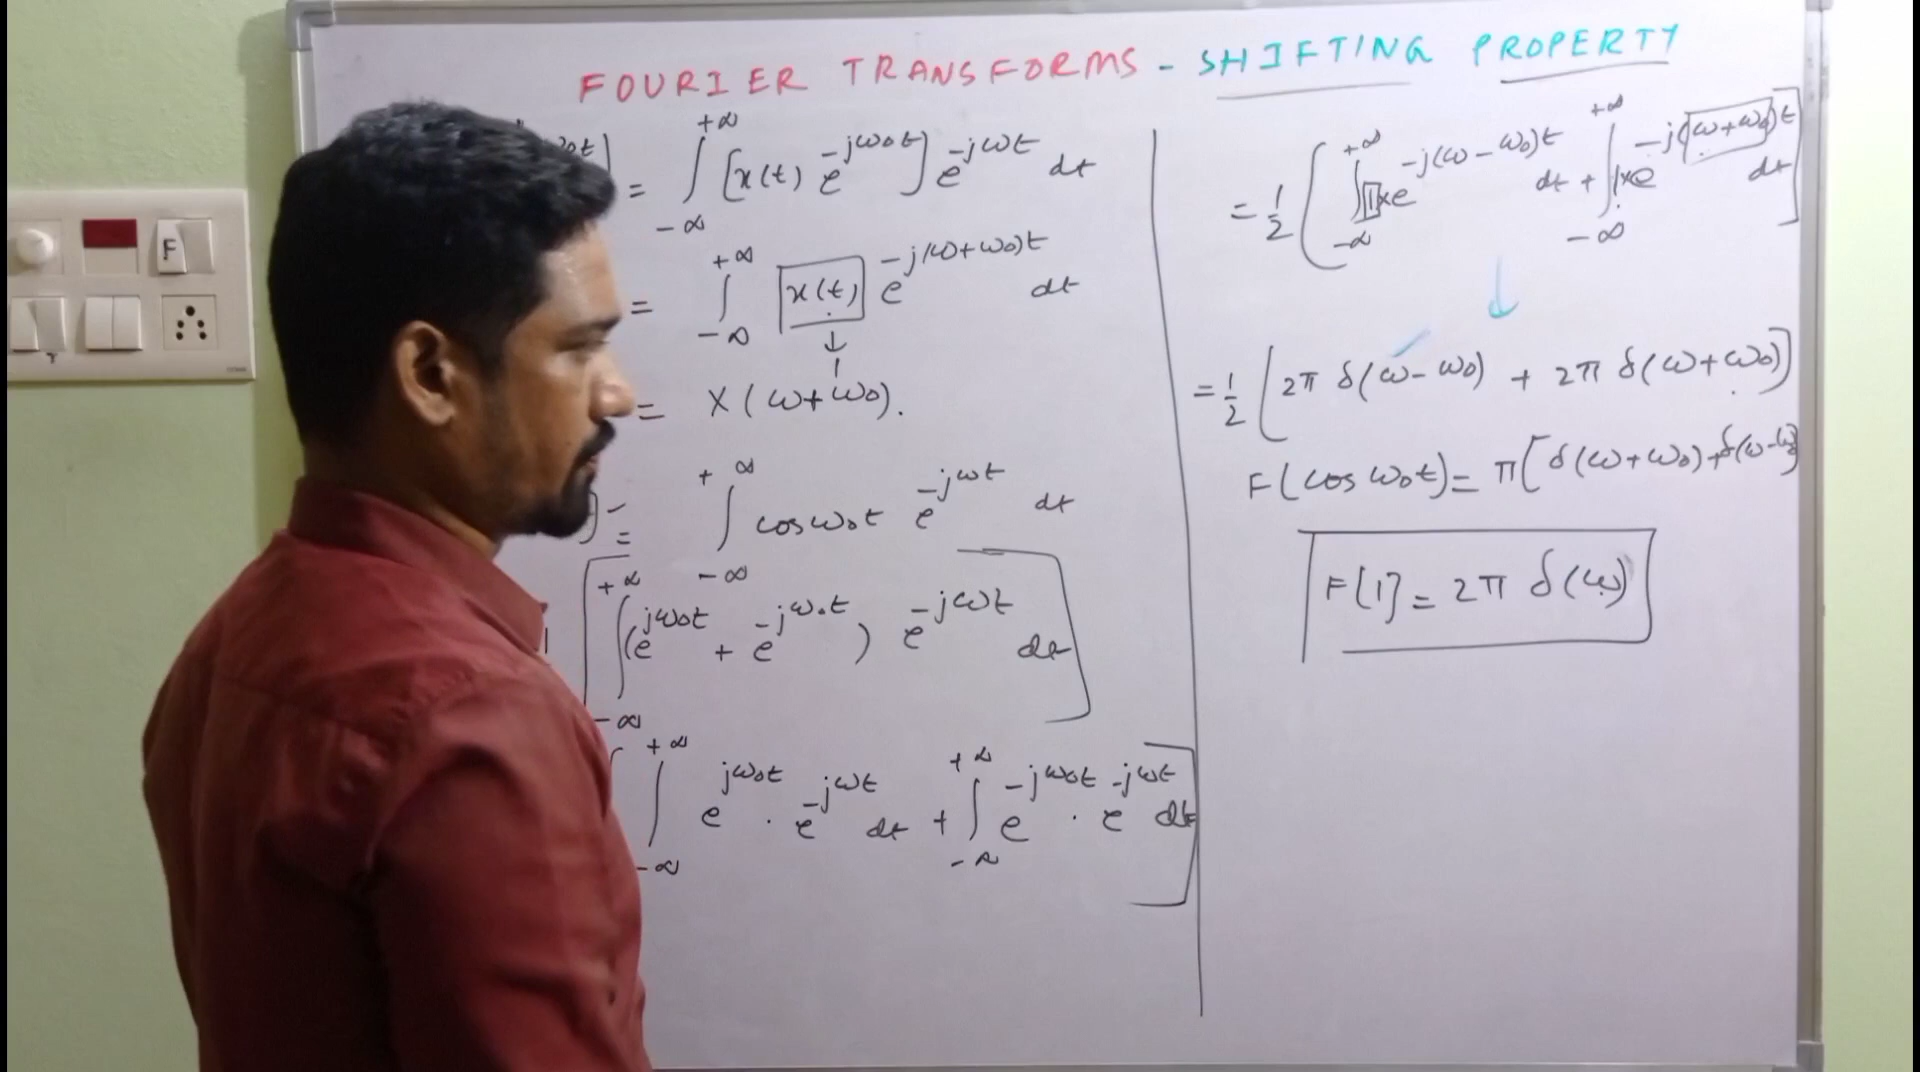 FOURIER TRANSFORMS - SHIFTING PROPERTY
ω₀t]
= ∫_{-∞}^{+∞} [x(t) e^{-jω₀t}] e^{-jωt} dt
= ∫_{-∞}^{+∞} x(t) e^{-j(ω+ω₀)t} dt
↓
1
= X(ω+ω₀).
) = ∫_{-∞}^{+∞} cosω₀t e^{-jωt} dt
[∫_{-∞}^{+∞} (e^{jω₀t} + e^{-jω₀t}) e^{-jωt} dt]
[∫_{-∞}^{+∞} e^{jω₀t} . e^{-jωt} dt + ∫_{-∞}^{+∞} e^{-jω₀t} . e^{-jωt} dt]
= 1/2 [∫_{-∞}^{+∞} 1×e^{-j(ω-ω₀)t} dt + ∫_{-∞}^{+∞} 1×e^{-j(ω+ω₀)t} dt]
↓
= 1/2 [2π δ(ω-ω₀) + 2π δ(ω+ω₀)]
F(cosω₀t) = π[δ(ω+ω₀)+δ(ω-ω₀)
F[1] = 2π δ(ω)
F